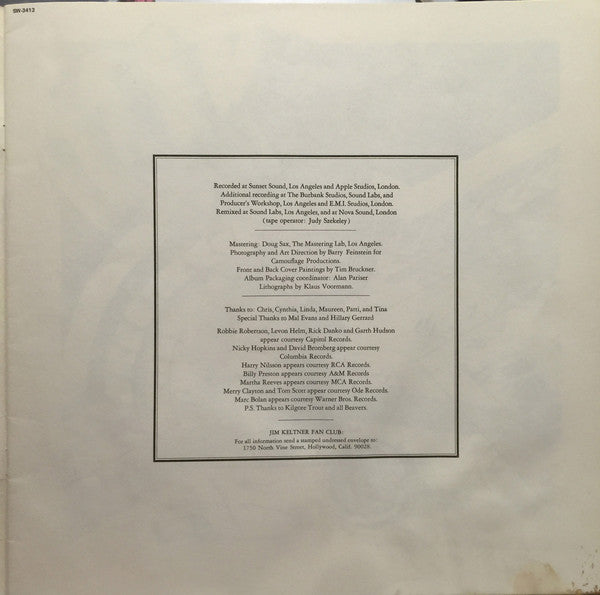 SW-3413
Recorded at Sunset Sound, Los Angeles and Apple Studios, London.
Additional recording at The Burbank Studios, Sound Labs, and
Producer's Workshop, Los Angeles and E.M.I. Studios, London.
Remixed at Sound Labs, Los Angeles, and at Nova Sound, London
(tape operator: Judy Szekeley)
Mastering: Doug Sax, The Mastering Lab, Los Angeles.
Photography and Art Direction by Barry Feinstein for
Camouflage Productions.
Front and Back Cover Paintings by Tim Bruckner.
Album Packaging coordinator: Alan Pariser
Lithographs by Klaus Voormann.
Thanks to: Chris, Cynthia, Linda, Maureen, Patti, and Tina
Special Thanks to Mal Evans and Hillary Gerrard
Robbie Robertson, Levon Helm, Rick Danko and Garth Hudson
appear courtesy Capitol Records.
Nicky Hopkins and David Bromberg appear courtesy
Columbia Records.
Harry Nilsson appears courtesy RCA Records.
Billy Preston appears courtesy A&M Records
Martha Reeves appears courtesy MCA Records.
Merry Clayton and Tom Scott appear courtesy Ode Records.
Marc Bolan appears courtesy Warner Bros. Records.
P.S. Thanks to Kilgore Trout and all Beavers.
JIM KELTNER FAN CLUB:
For all information send a stamped undressed envelope to:
1750 North Vine Street, Hollywood, Calif. 90028.